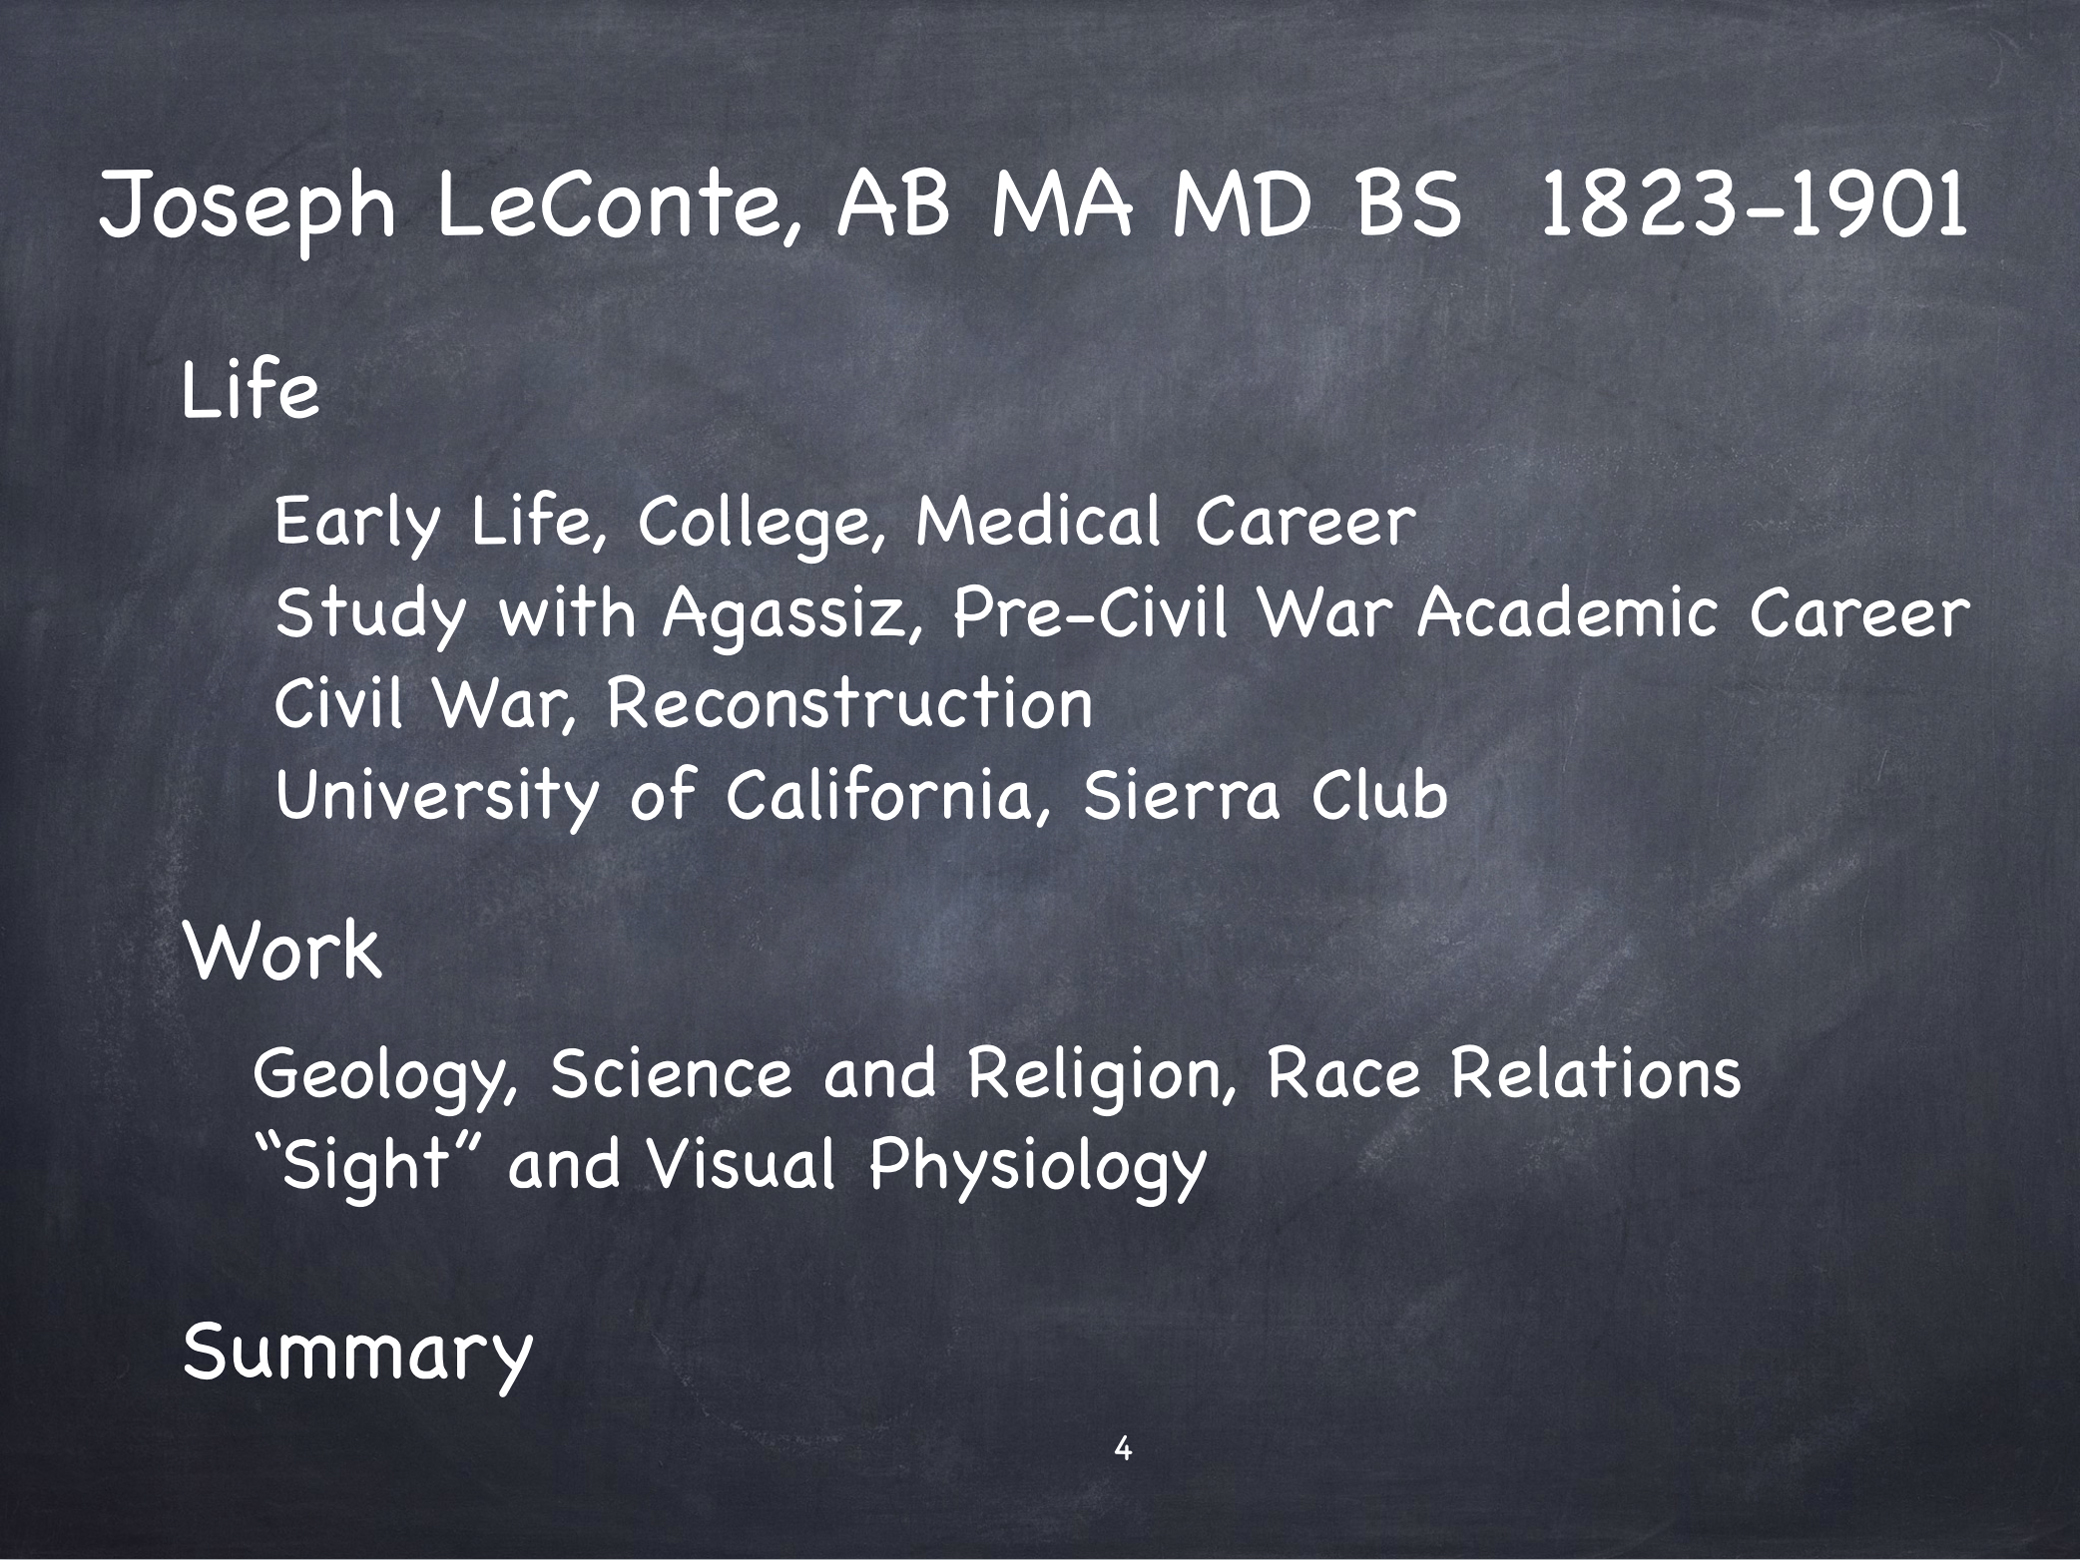 Joseph LeConte, AB MA MD BS 1823-1901
Life
Early Life, College, Medical Career
Study with Agassiz, Pre-Civil War Academic Career
Civil War, Reconstruction
University of California, Sierra Club
Work
Geology, Science and Religion, Race Relations
“Sight” and Visual Physiology
Summary
4